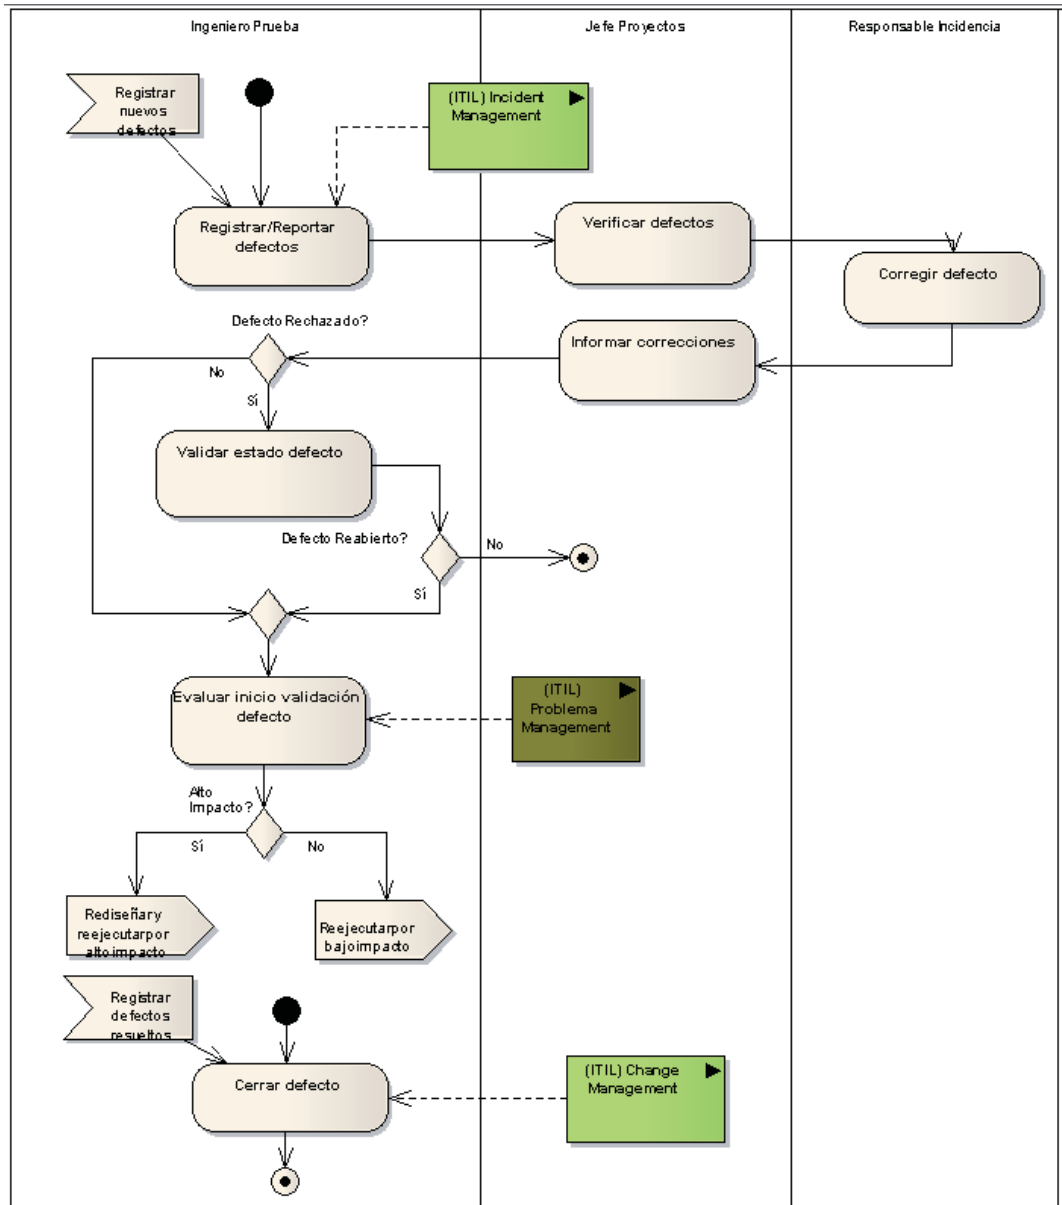 Ingeniero Prueba
Jefe Proyectos
Responsable Incidencia
Registrar
nuevos
defectos
(ITIL) Incident
Management
Registrar/Reportar
defectos
Verificar defectos
Corregir defecto
Defecto Rechazado?
Informar correcciones
No
Sí
Validar estado defecto
Defecto Reabierto?
No
Sí
Evaluar inicio validación
defecto
(ITIL)
Problema
Management
Alto
Impacto?
Sí
No
Rediseñar y
reejecutar por
alto impacto
Reejecutar por
bajo impacto
Registrar
defectos
resueltos
Cerrar defecto
(ITIL) Change
Management